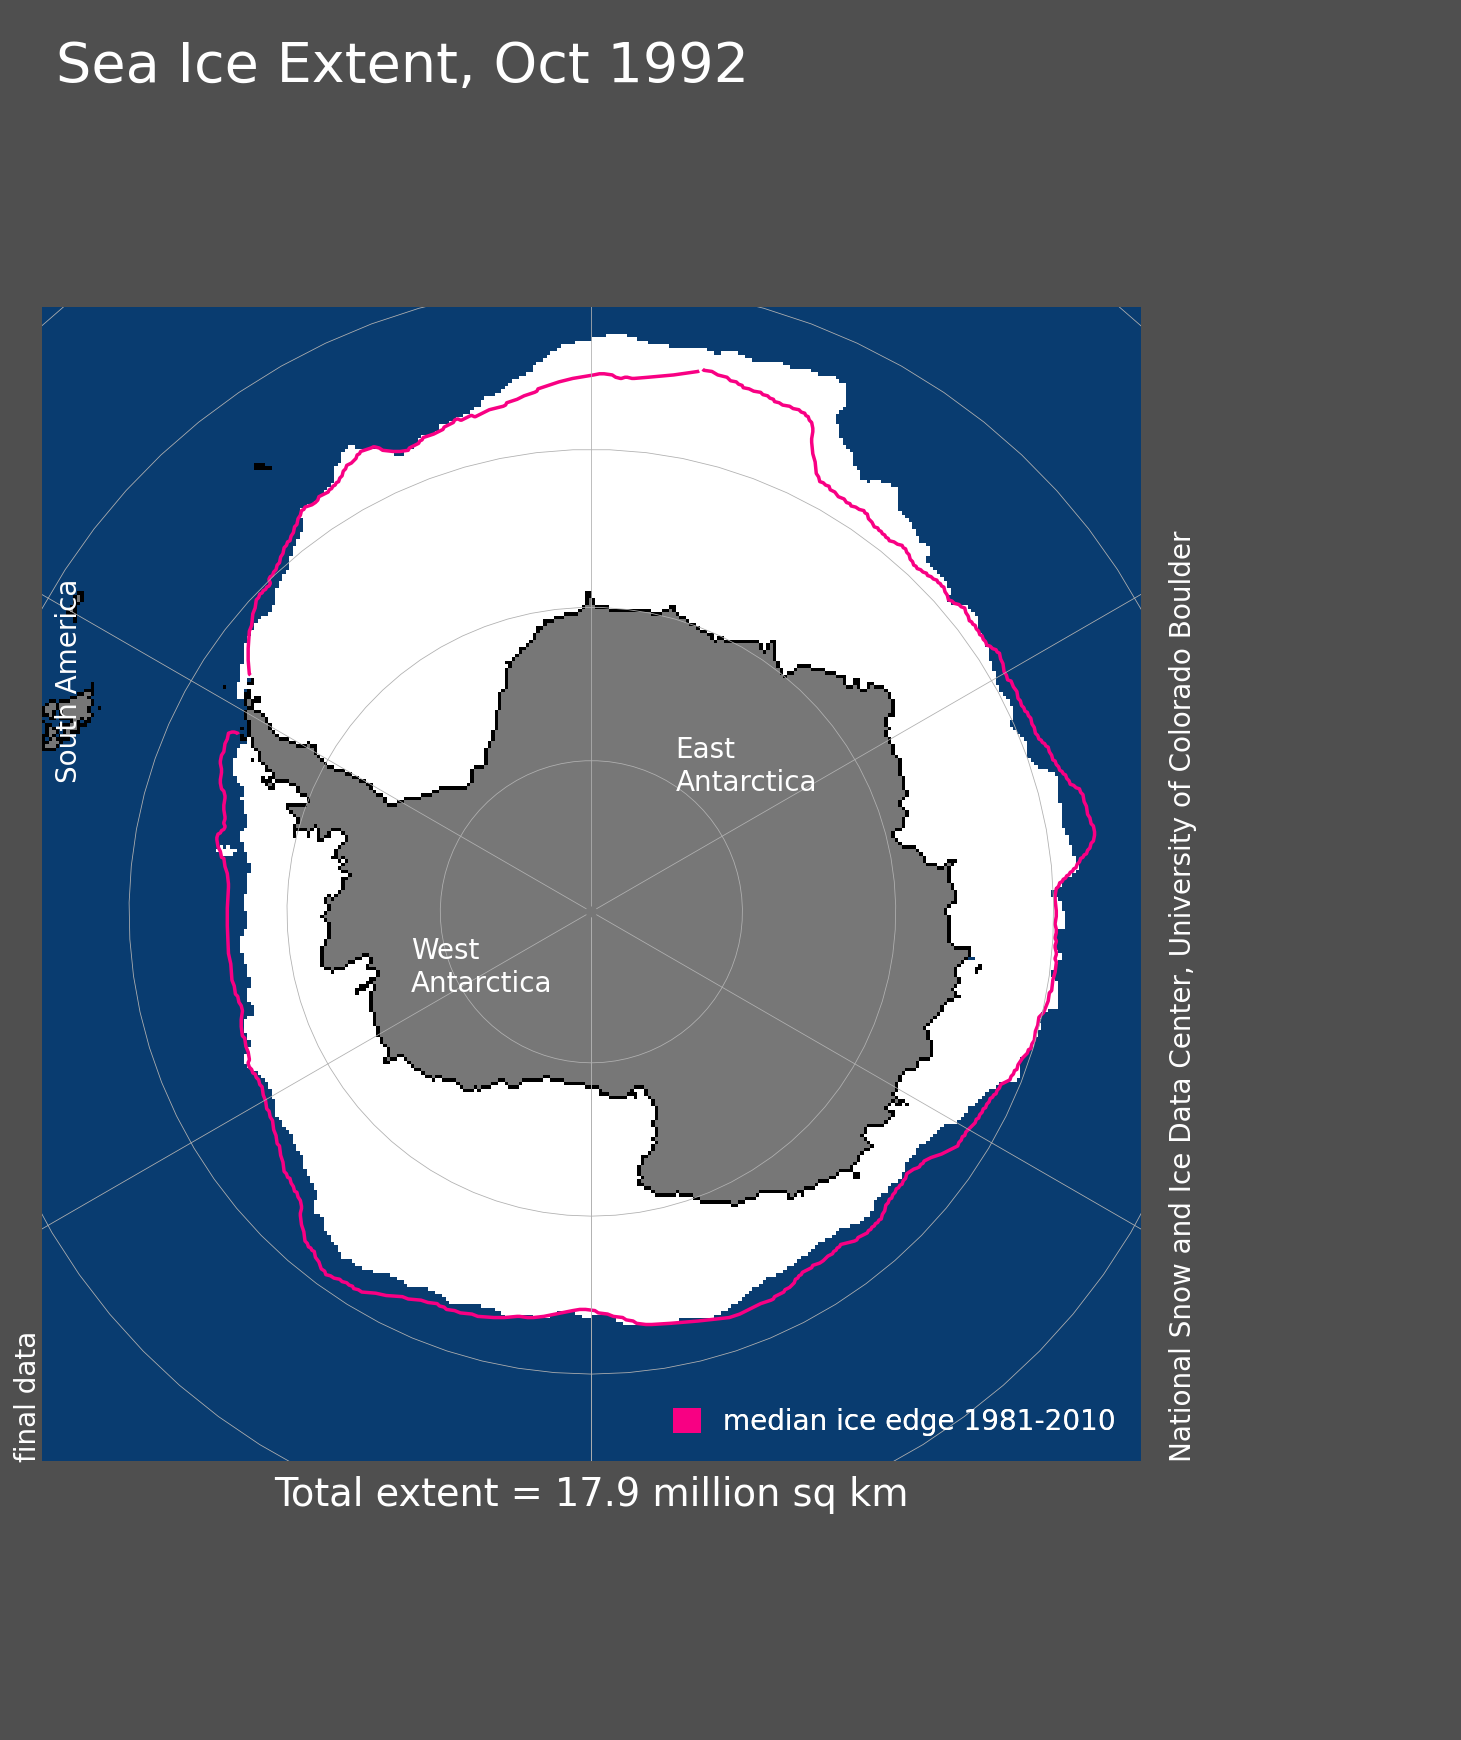 Sea Ice Extent, Oct 1992
South America
East
Antarctica
West
Antarctica
National Snow and Ice Data Center, University of Colorado Boulder
final data
median ice edge 1981-2010
Total extent = 17.9 million sq km